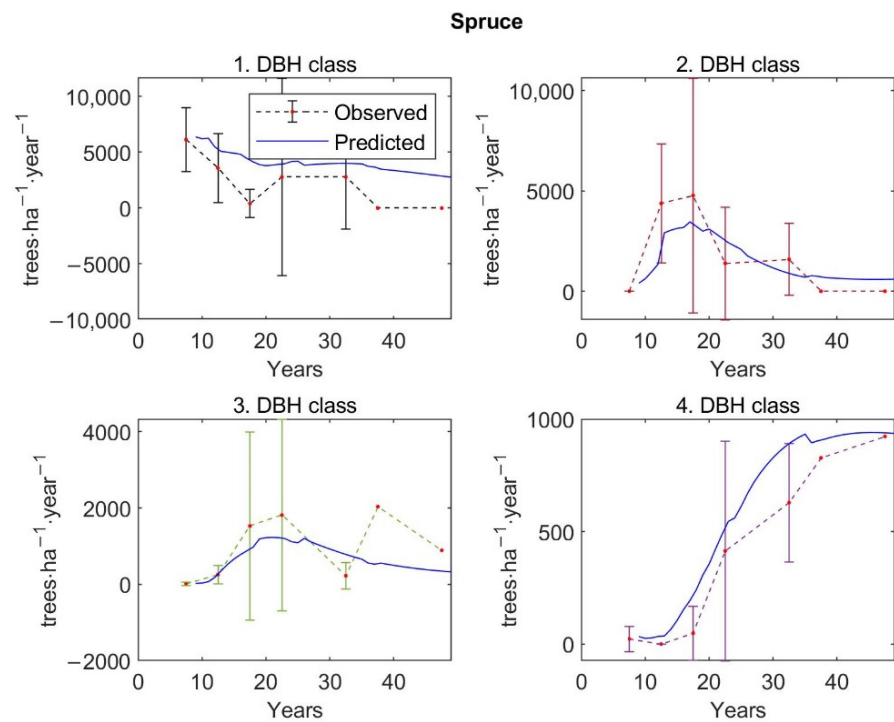 Spruce
1. DBH class
10,000
5000
0
−5000
−10,000
trees·ha⁻¹·year⁻¹
Observed
Predicted
0 10 20 30 40
Years
2. DBH class
10,000
5000
0
trees·ha⁻¹·year⁻¹
0 10 20 30 40
Years
3. DBH class
4000
2000
0
−2000
trees·ha⁻¹·year⁻¹
0 10 20 30 40
Years
4. DBH class
1000
500
0
trees·ha⁻¹·year⁻¹
0 10 20 30 40
Years